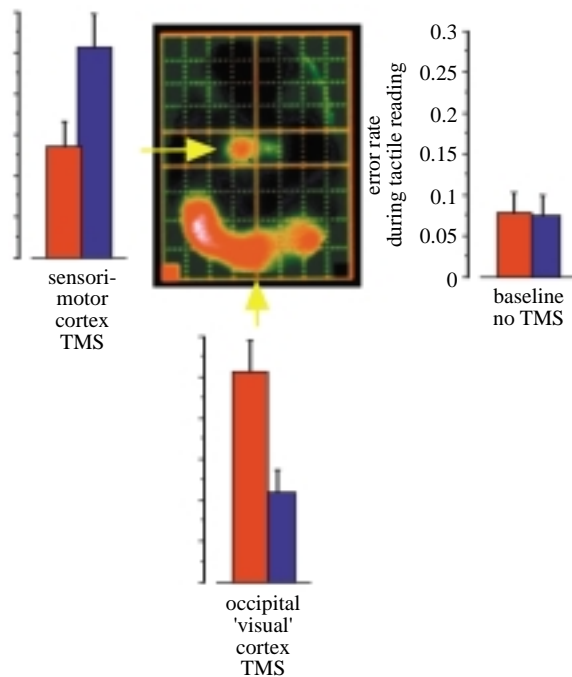 sensori-
motor
cortex
TMS
error rate
during tactile reading
0.3
0.25
0.2
0.15
0.1
0.05
0
baseline
no TMS
occipital
'visual'
cortex
TMS